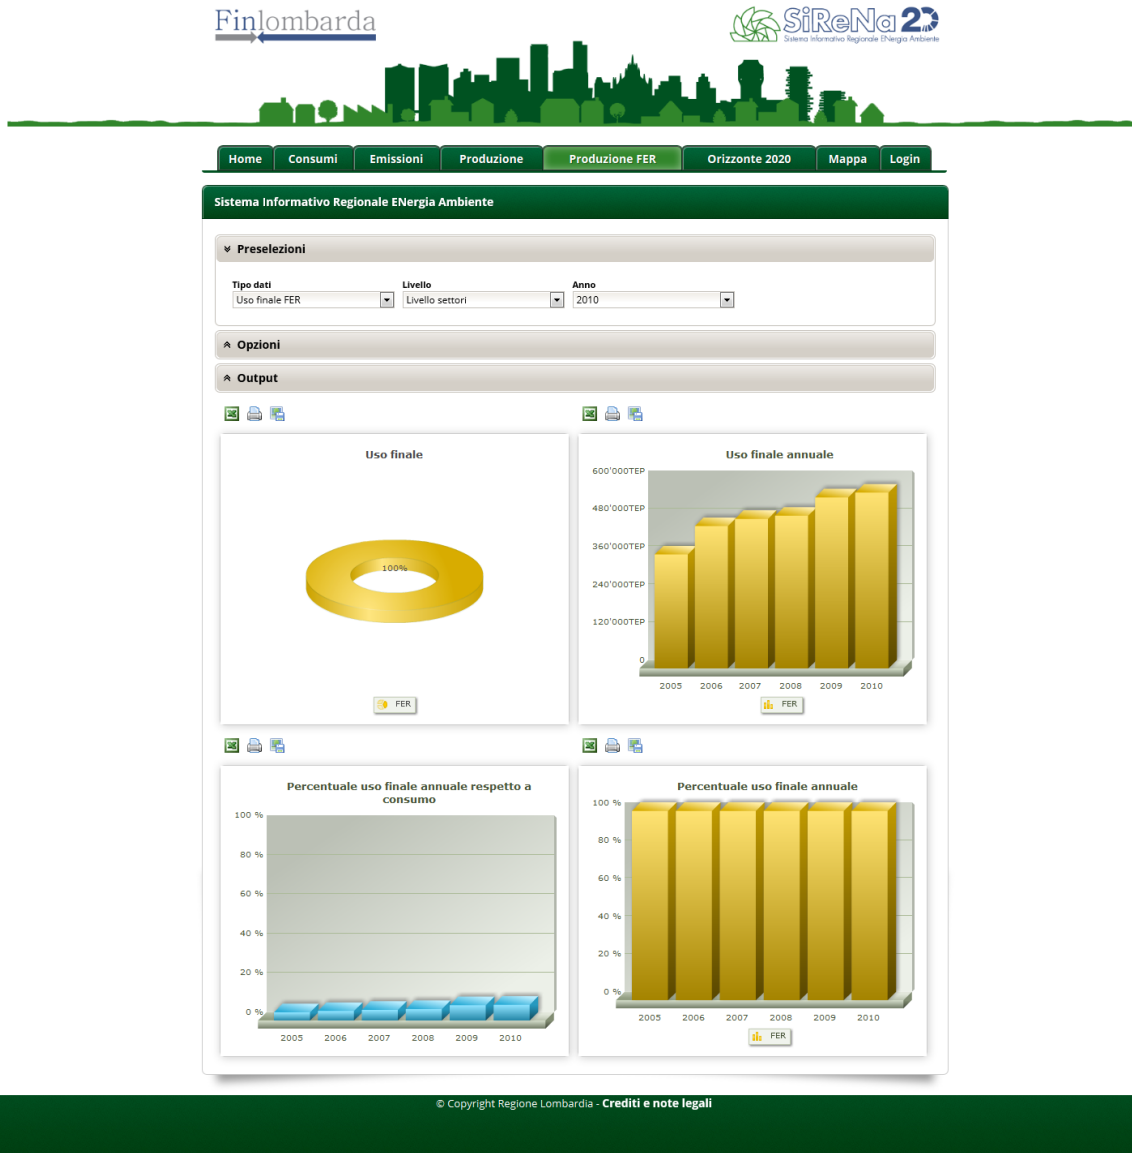 Finlombarda
SiReNa 20
Sistema Informativo Regionale ENergia Ambiente
Home Consumi Emissioni Produzione Produzione FER Orizzonte 2020 Mappa Login
Sistema Informativo Regionale ENergia Ambiente
Preselezioni
Tipo dati Livello Anno
Uso finale FER Livello settori 2010
Opzioni
Output
Uso finale
100%
FER
Uso finale annuale
600'000TEP
480'000TEP
360'000TEP
240'000TEP
120'000TEP
0
2005 2006 2007 2008 2009 2010
FER
Percentuale uso finale annuale respetto a
consumo
100 %
80 %
60 %
40 %
20 %
0 %
2005 2006 2007 2008 2009 2010
Percentuale uso finale annuale
100 %
80 %
60 %
40 %
20 %
0 %
2005 2006 2007 2008 2009 2010
FER
© Copyright Regione Lombardia - Crediti e note legali